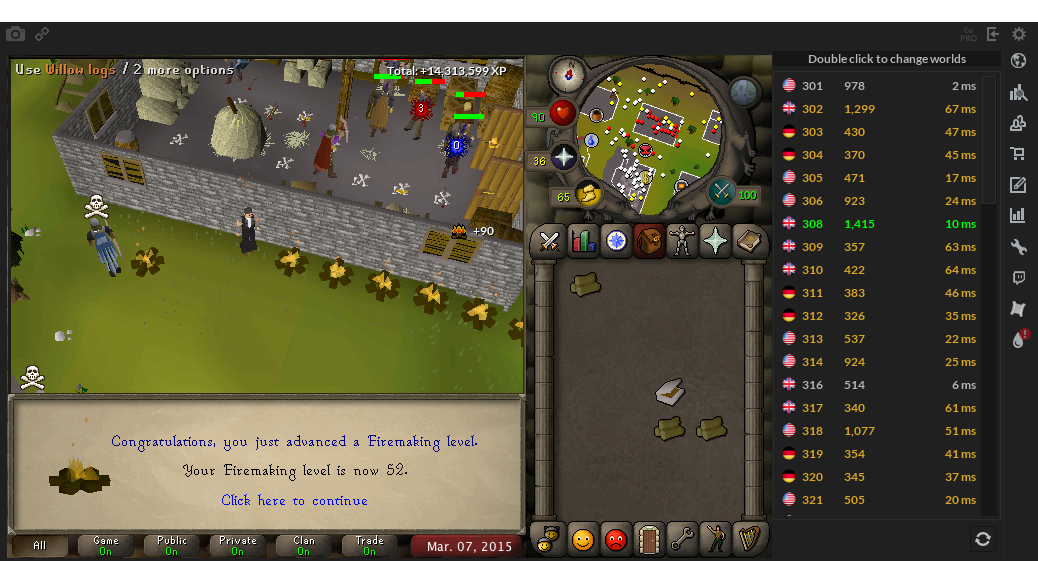 Go
PRO
Use Willow logs / 2 more options
Total: +14,313,599 XP
3
0
+90
90
36
65
100
Congratulations, you just advanced a Firemaking level.
Your Firemaking level is now 52.
Click here to continue
All
Game
On
Public
On
Private
On
Clan
On
Trade
On
Mar. 07, 2015
Double click to change worlds
301 978 2 ms
302 1,299 67 ms
303 430 47 ms
304 370 45 ms
305 471 17 ms
306 923 24 ms
308 1,415 10 ms
309 357 63 ms
310 422 64 ms
311 383 46 ms
312 326 35 ms
313 537 22 ms
314 924 25 ms
316 514 6 ms
317 340 61 ms
318 1,077 51 ms
319 354 41 ms
320 345 37 ms
321 505 20 ms